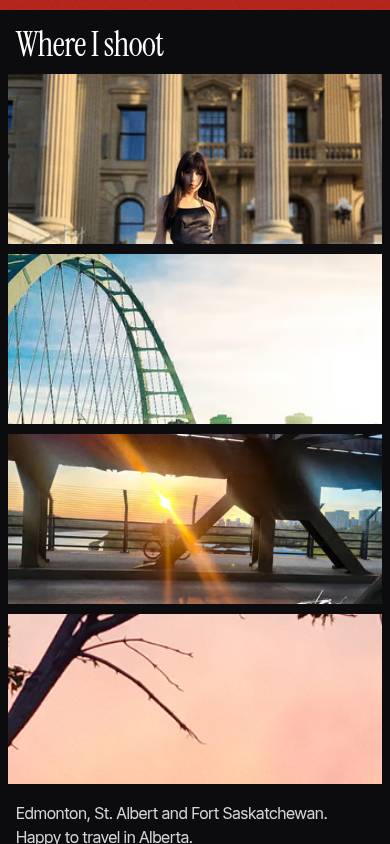 Where I shoot
Edmonton, St. Albert and Fort Saskatchewan.
Happy to travel in Alberta.